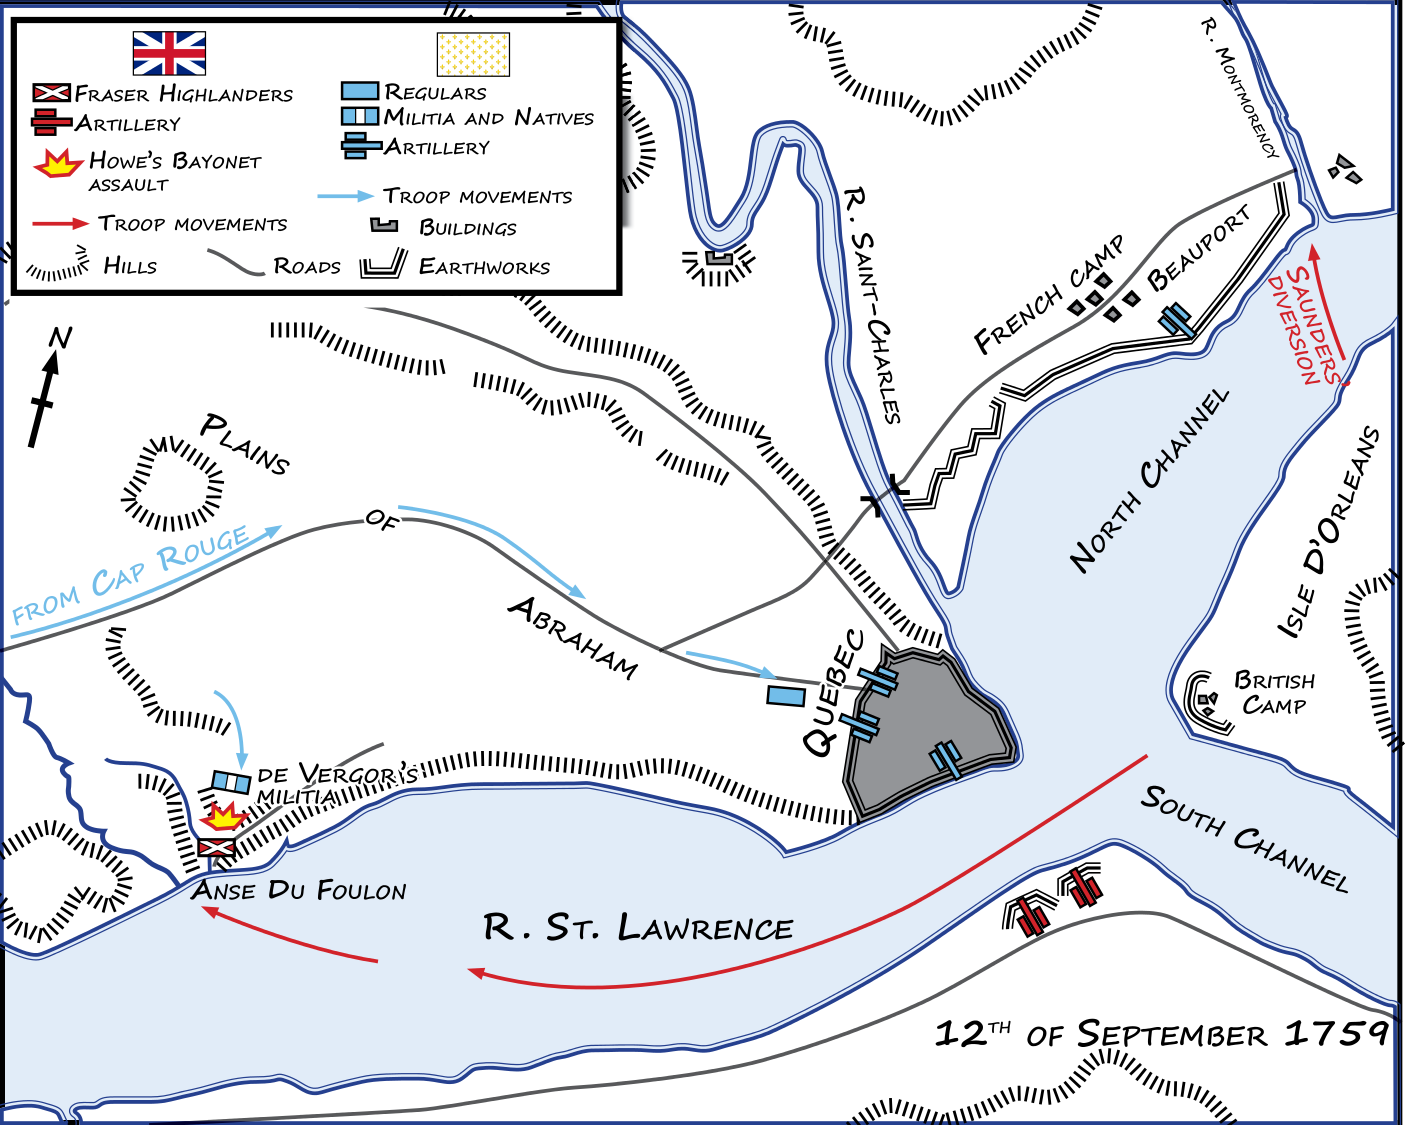 Fraser Highlanders
Artillery
Howe's Bayonet
assault
Troop movements
Hills
Roads
Regulars
Militia and Natives
Artillery
Troop movements
Buildings
Earthworks
N
R. Montmorency
R. Saint-Charles
French camp
Beauport
Saunders'
diversion
Plains
of
Abraham
from Cap Rouge
North Channel
Isle d'Orleans
Quebec
British
Camp
de Vergor's
militia
Anse du Foulon
R. St. Lawrence
South Channel
12th of September 1759